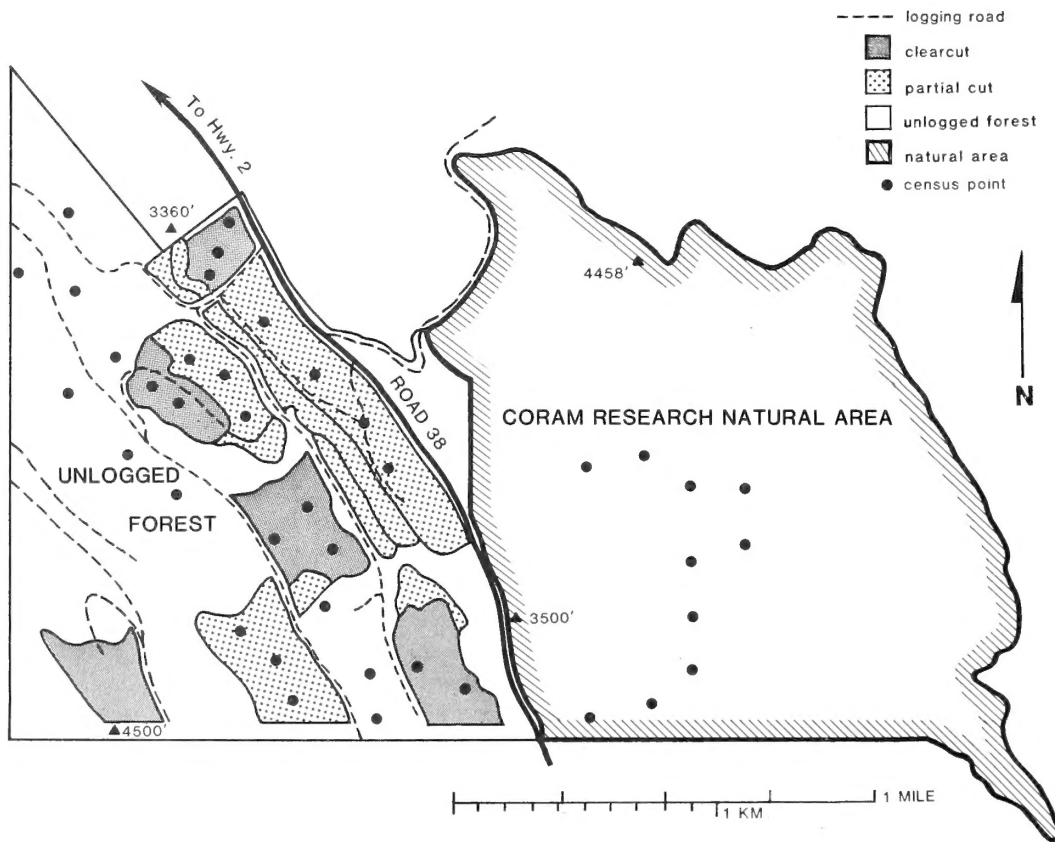 logging road
clearcut
partial cut
unlogged forest
natural area
census point
To Hwy. 2
3360'
4458'
ROAD 38
N
CORAM RESEARCH NATURAL AREA
UNLOGGED
FOREST
3500'
4500'
1 MILE
1 KM